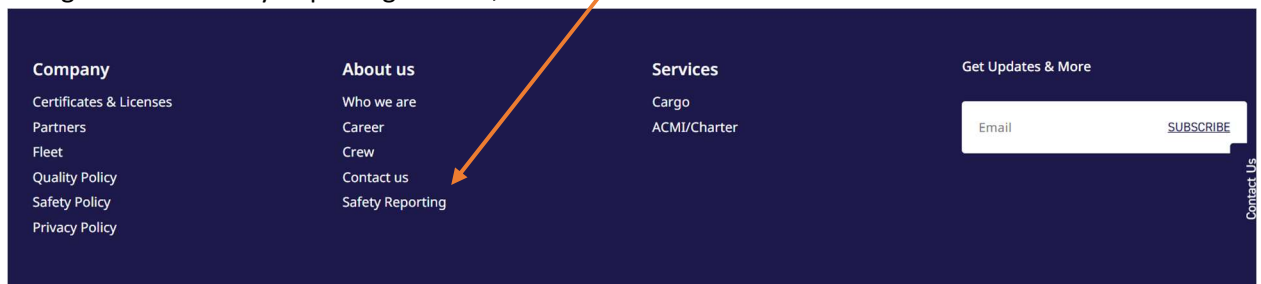 Company
Certificates & Licenses
Partners
Fleet
Quality Policy
Safety Policy
Privacy Policy
About us
Who we are
Career
Crew
Contact us
Safety Reporting
Services
Cargo
ACMI/Charter
Get Updates & More
Email
SUBSCRIBE
Contact Us